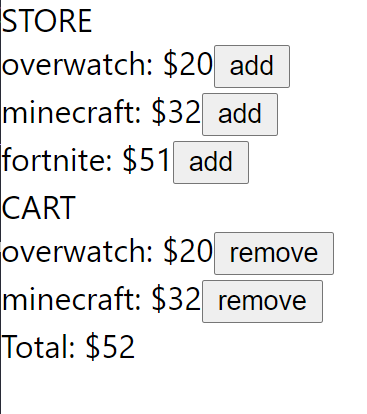 STORE
overwatch: $20 add
minecraft: $32 add
fortnite: $51 add
CART
overwatch: $20 remove
minecraft: $32 remove
Total: $52